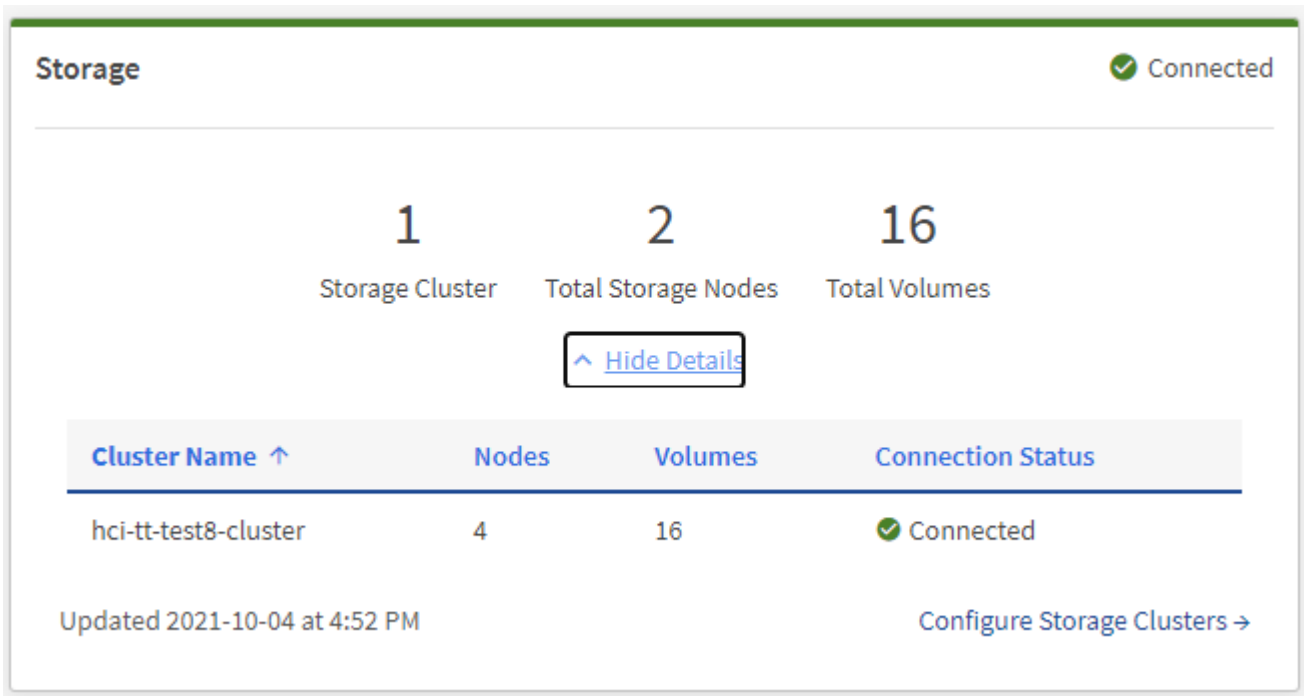 Storage
Connected
1 2 16
Storage Cluster Total Storage Nodes Total Volumes
Hide Details
Cluster Name ↑ Nodes Volumes Connection Status
hci-tt-test8-cluster 4 16 Connected
Updated 2021-10-04 at 4:52 PM
Configure Storage Clusters →